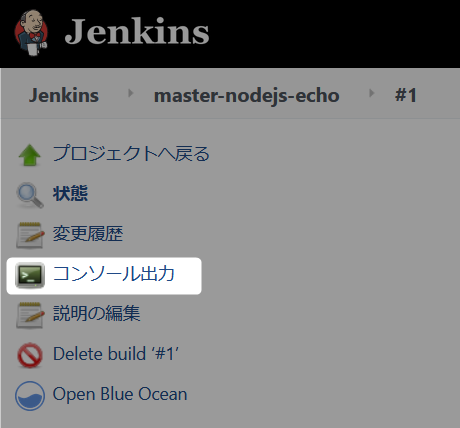 Jenkins
Jenkins master-nodejs-echo #1
プロジェクトへ戻る
状態
変更履歴
コンソール出力
説明の編集
Delete build ‘#1’
Open Blue Ocean